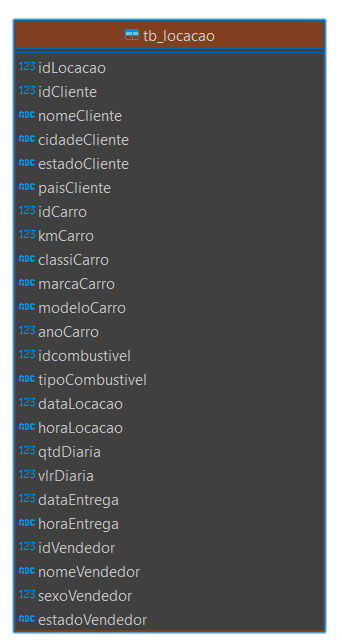 tb_locacao
123 idLocacao
123 idCliente
ABC nomeCliente
ABC cidadeCliente
ABC estadoCliente
ABC paisCliente
123 idCarro
123 kmCarro
ABC classiCarro
ABC marcaCarro
ABC modeloCarro
123 anoCarro
123 idcombustivel
ABC tipoCombustivel
123 dataLocacao
ABC horaLocacao
123 qtdDiaria
123 vlrDiaria
123 dataEntrega
ABC horaEntrega
123 idVendedor
ABC nomeVendedor
123 sexoVendedor
ABC estadoVendedor